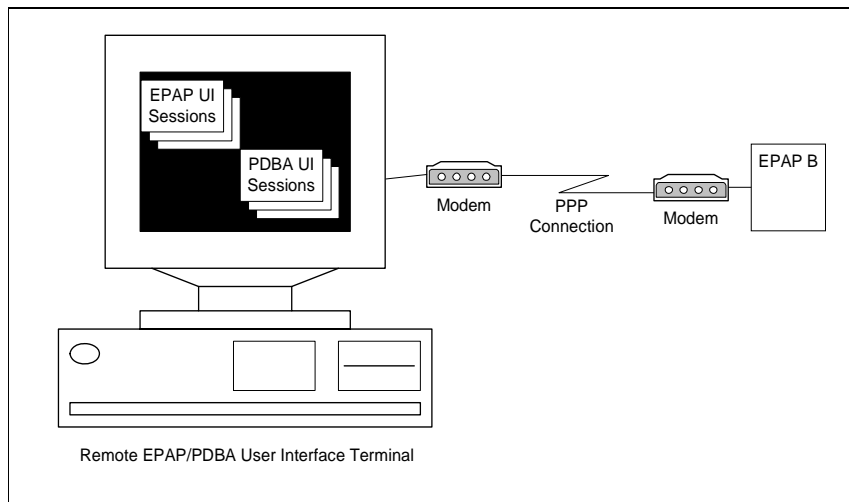 EPAP UI
Sessions
PDBA UI
Sessions
Modem
PPP
Connection
Modem
EPAP B
Remote EPAP/PDBA User Interface Terminal